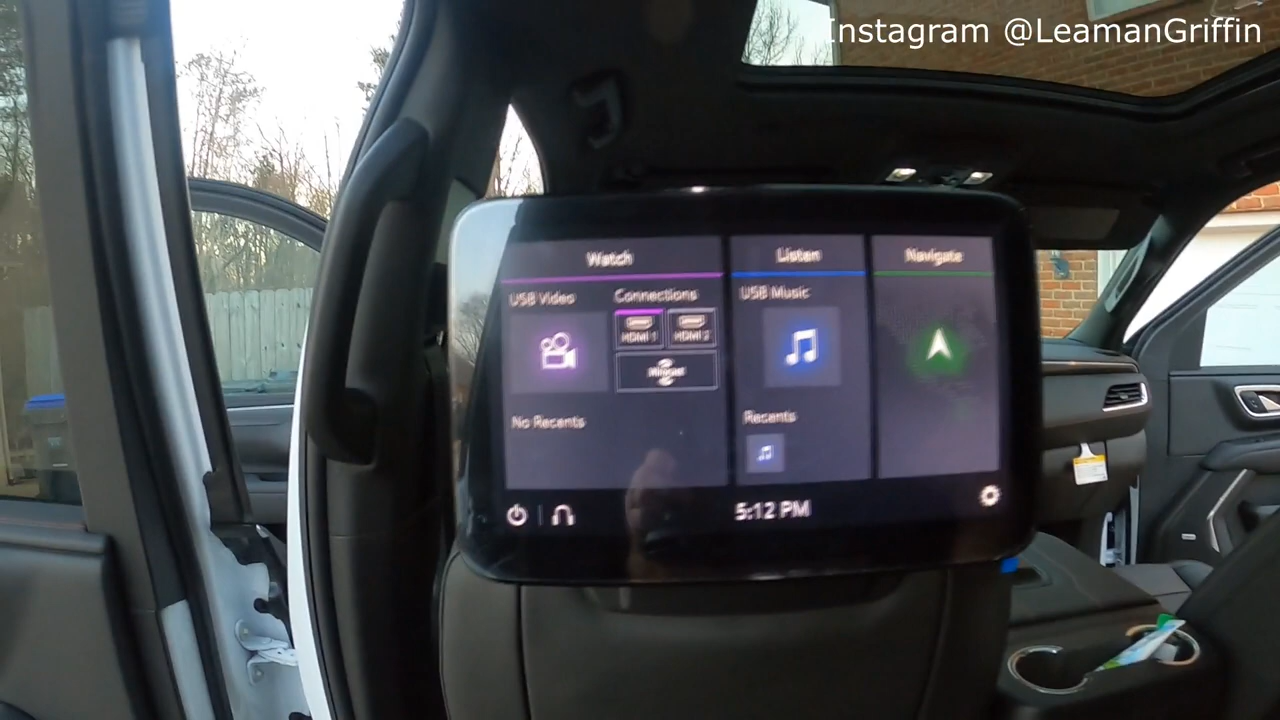 Instagram @LeamanGriffin
Watch
Listen
Navigate
USB Video
Connections
USB Music
HDMI 1
HDMI 2
Miracast
No Recents
Recents
5:12 PM